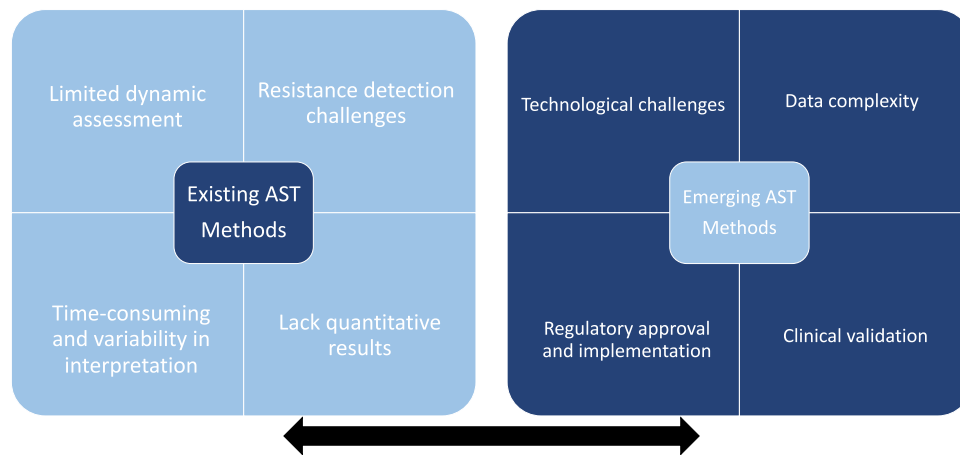 Limited dynamic
assessment
Resistance detection
challenges
Existing AST
Methods
Time-consuming
and variability in
interpretation
Lack quantitative
results
Technological challenges
Data complexity
Emerging AST
Methods
Regulatory approval
and implementation
Clinical validation